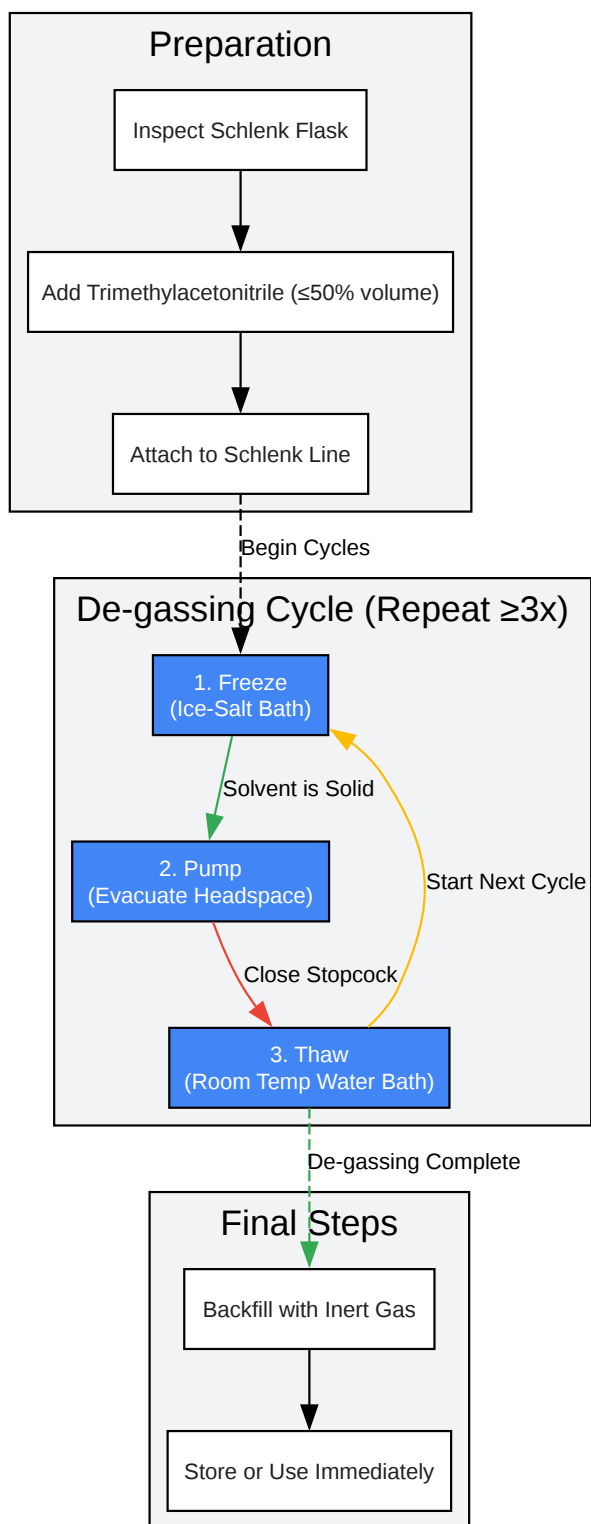 Preparation
Inspect Schlenk Flask
Add Trimethylacetonitrile (≤50% volume)
Attach to Schlenk Line
Begin Cycles
De-gassing Cycle (Repeat ≥3x)
1. Freeze
(Ice-Salt Bath)
Solvent is Solid
2. Pump
(Evacuate Headspace)
Start Next Cycle
Close Stopcock
3. Thaw
(Room Temp Water Bath)
De-gassing Complete
Final Steps
Backfill with Inert Gas
Store or Use Immediately